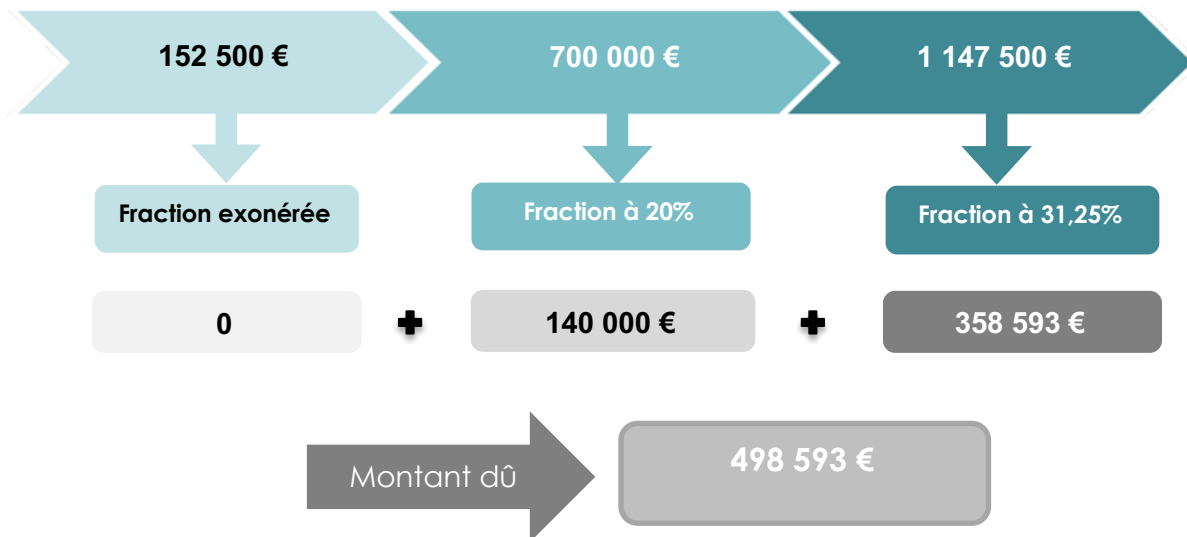 152 500 €
700 000 €
1 147 500 €
Fraction exonérée
Fraction à 20%
Fraction à 31,25%
0
+
140 000 €
+
358 593 €
Montant dû
498 593 €